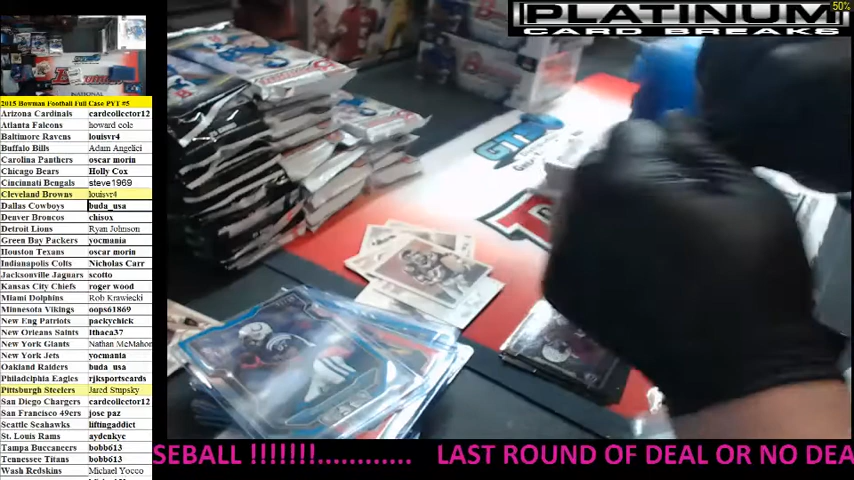 50%
PLATINUM
CARD BREAKS
2015 Bowman Football Full Case PYT #5
Arizona Cardinals cardcollector12
Atlanta Falcons howard cole
Baltimore Ravens louisvr4
Buffalo Bills Adam Angelici
Carolina Panthers oscar morin
Chicago Bears Holly Cox
Cincinnati Bengals steve1969
Cleveland Browns louisvr4
Dallas Cowboys buda_usa
Denver Broncos chisox
Detroit Lions Ryan Johnson
Green Bay Packers yocmania
Houston Texans oscar morin
Indianapolis Colts Nicholas Carr
Jacksonville Jaguars scotto
Kansas City Chiefs roger wood
Miami Dolphins Rob Krawiecki
Minnesota Vikings oops61869
New Eng Patriots packychick
New Orleans Saints Ithaca37
New York Giants Nathan McMahon
New York Jets yocmania
Oakland Raiders buda_usa
Philadelphia Eagles rjksportscards
Pittsburgh Steelers Jared Stupsky
San Diego Chargers cardcollector12
San Francisco 49ers jose paz
Seattle Seahawks liftingaddict
St. Louis Rams aydenkyc
Tampa Buccaneers bobb613
Tennessee Titans bobb613
Wash Redskins Michael Yocco
SEBALL !!!!!!!............ LAST ROUND OF DEAL OR NO DEA